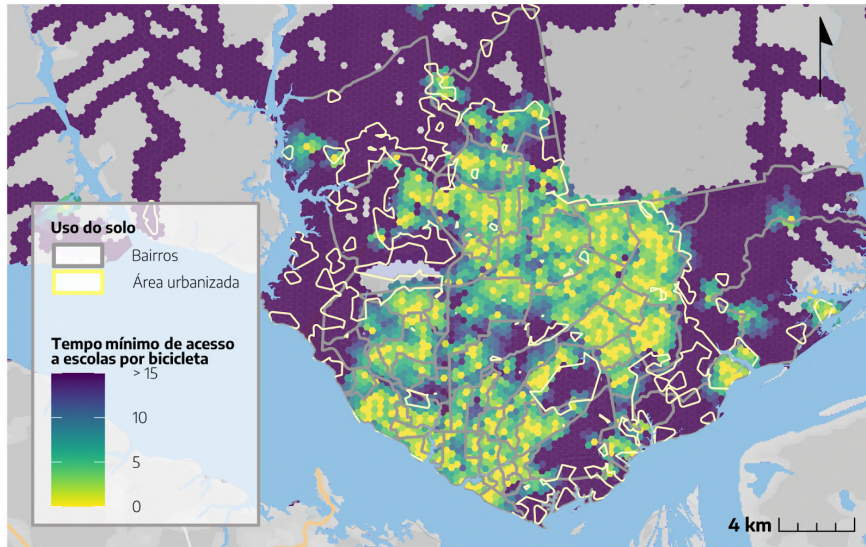 Uso do solo
Bairros
Área urbanizada
Tempo mínimo de acesso
a escolas por bicicleta
> 15
10
5
0
4 km